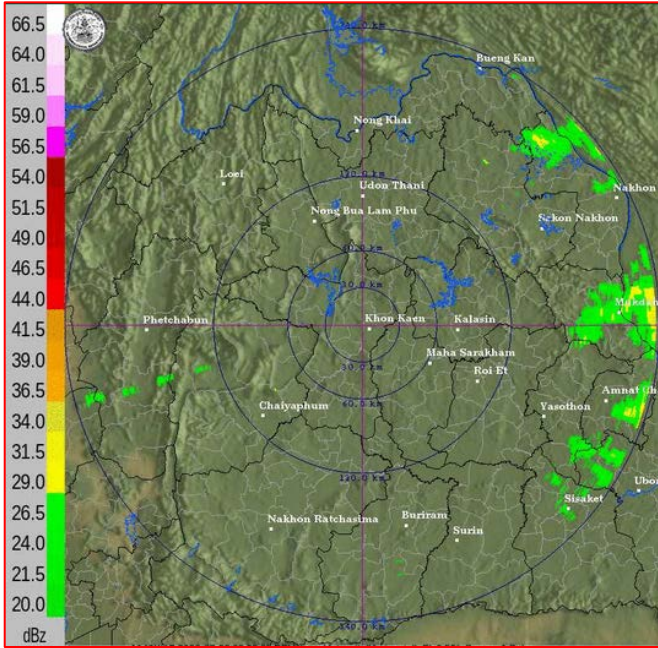 66.5
64.0
61.5
59.0
56.5
54.0
51.5
49.0
46.5
44.0
41.5
39.0
36.5
34.0
31.5
29.0
26.5
24.0
21.5
20.0
dBz
Bueng Kan
Nong Khai
Loei
Udon Thani
Nakhon
Nong Bua Lam Phu
Sakon Nakhon
Mukdah
Phetchabun
Khon Kaen
Kalasin
Maha Sarakham
Roi Et
60.0 km
Amnat Ch
Chaiyaphum
Yasothon
120.0 km
Ubon
Sisaket
Nakhon Ratchasima
Buriram
Surin